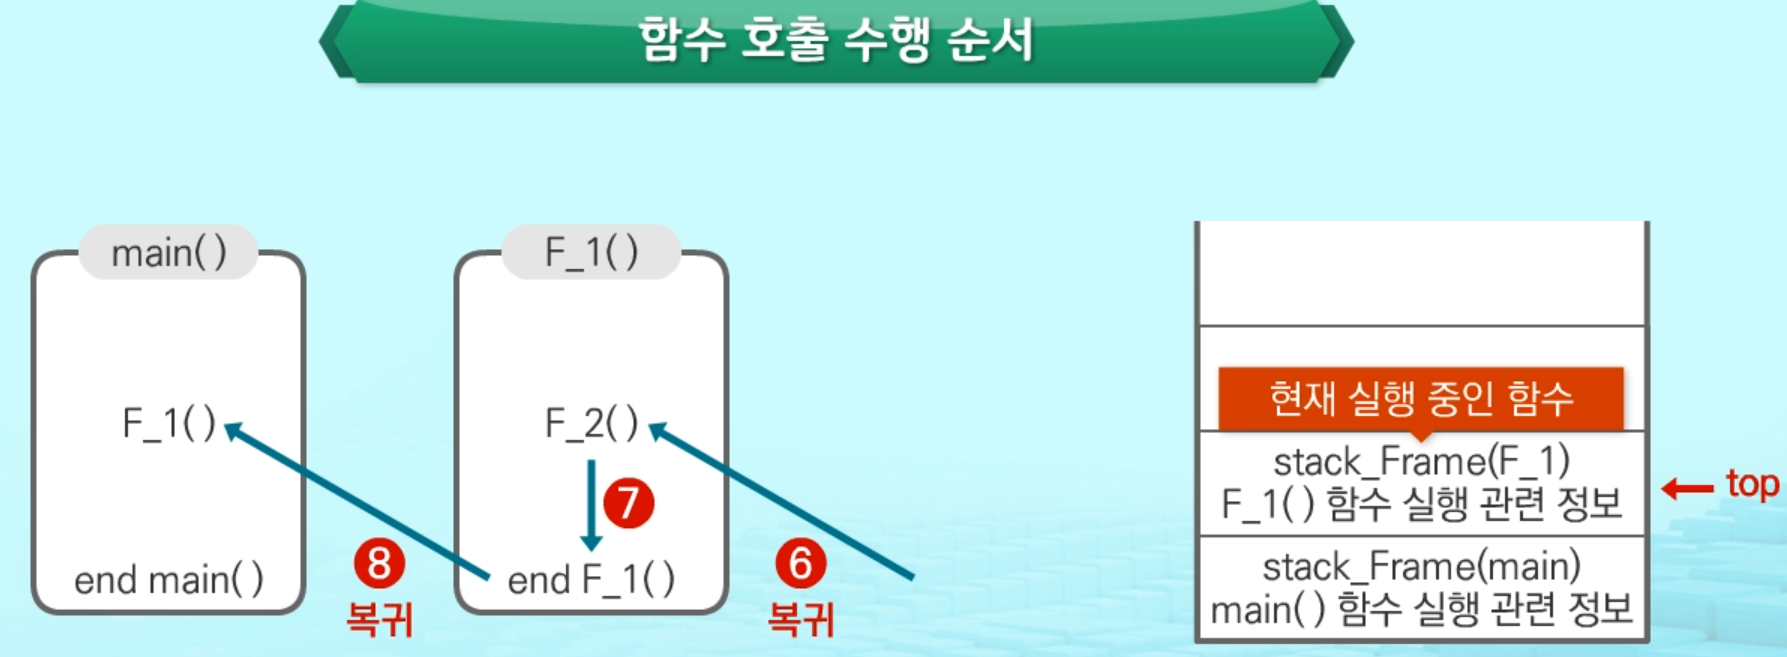 함수 호출 수행 순서
main( )
F_1( )
end main( )
8
복귀
F_1( )
F_2( )
7
end F_1( )
6
복귀
현재 실행 중인 함수
stack_Frame(F_1)
F_1( ) 함수 실행 관련 정보
top
stack_Frame(main)
main( ) 함수 실행 관련 정보